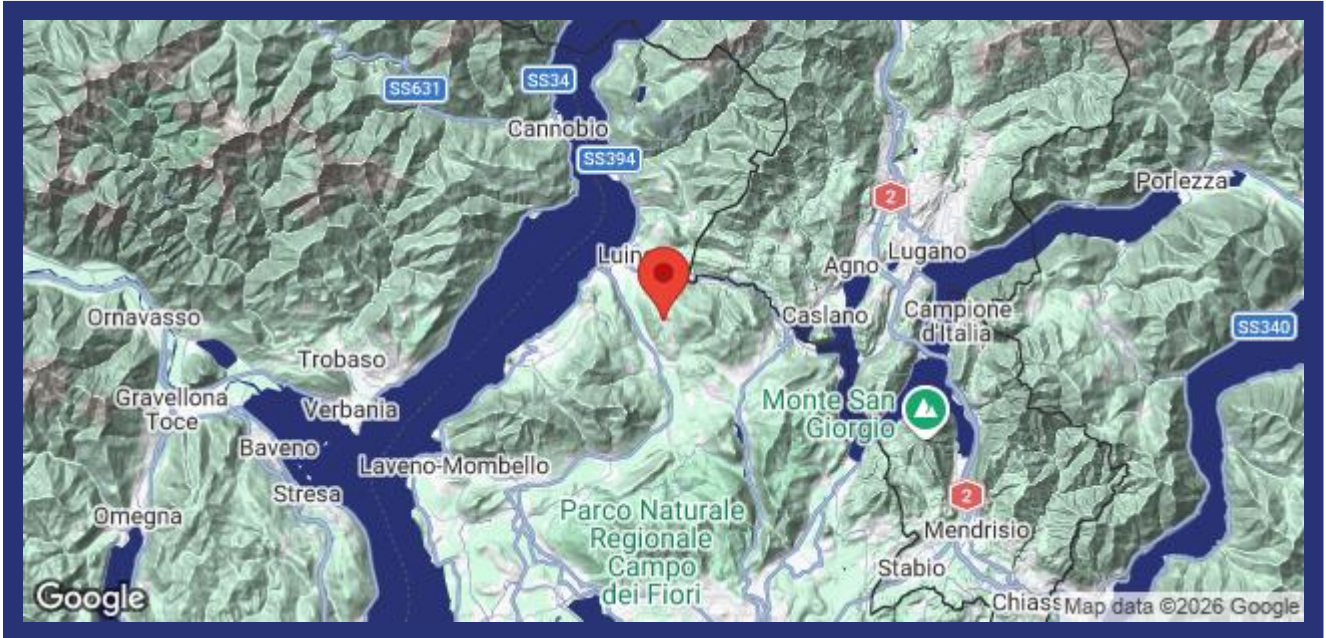 SS631
SS34
Cannobio
SS394
Porlezza
2
Luin
Lugano
Agno
Ornavasso
Caslano
Campione
d'Italia
SS340
Trobaso
Gravellona
Toce
Verbania
Monte San
Giorgio
Baveno
Laveno-Mombello
Stresa
2
Omegna
Parco Naturale
Regionale
Campo
dei Fiori
Mendrisio
Stabio
Chiass
Google
Map data ©2026 Google